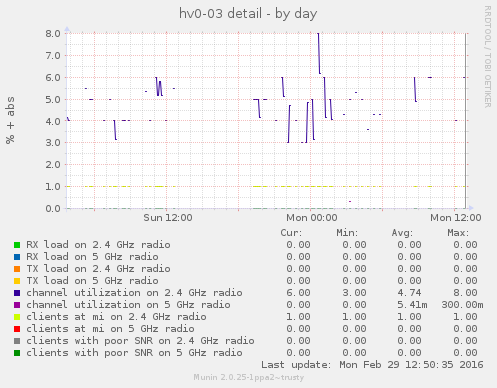 hv0-03 detail - by day
RRDTOOL / TOBI OETIKER
% + abs
8.0
7.0
6.0
5.0
4.0
3.0
2.0
1.0
0.0
Sun 12:00 Mon 00:00 Mon 12:00
Cur: Min: Avg: Max:
RX load on 2.4 GHz radio 0.00 0.00 0.00 0.00
RX load on 5 GHz radio 0.00 0.00 0.00 0.00
TX load on 2.4 GHz radio 0.00 0.00 0.00 0.00
TX load on 5 GHz radio 0.00 0.00 0.00 0.00
channel utilization on 2.4 GHz radio 6.00 3.00 4.74 8.00
channel utilization on 5 GHz radio 0.00 0.00 5.41m 300.00m
clients at mi on 2.4 GHz radio 1.00 1.00 1.00 1.00
clients at mi on 5 GHz radio 0.00 0.00 0.00 0.00
clients with poor SNR on 2.4 GHz radio 0.00 0.00 0.00 0.00
clients with poor SNR on 5 GHz radio 0.00 0.00 0.00 0.00
Last update: Mon Feb 29 12:50:35 2016
Munin 2.0.25-1ppa2~trusty